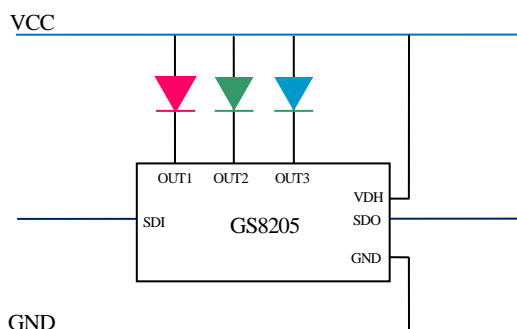 VCC
OUT1 OUT2 OUT3
VDH
SDI GS8205 SDO
GND
GND